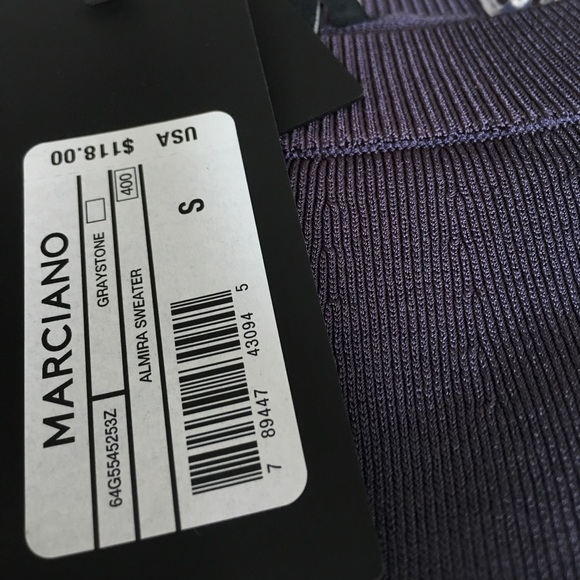 MARCIANO
64G5545253Z GRAYSTONE
ALMIRA SWEATER 400
S
7 89447 43094 5
USA $118.00